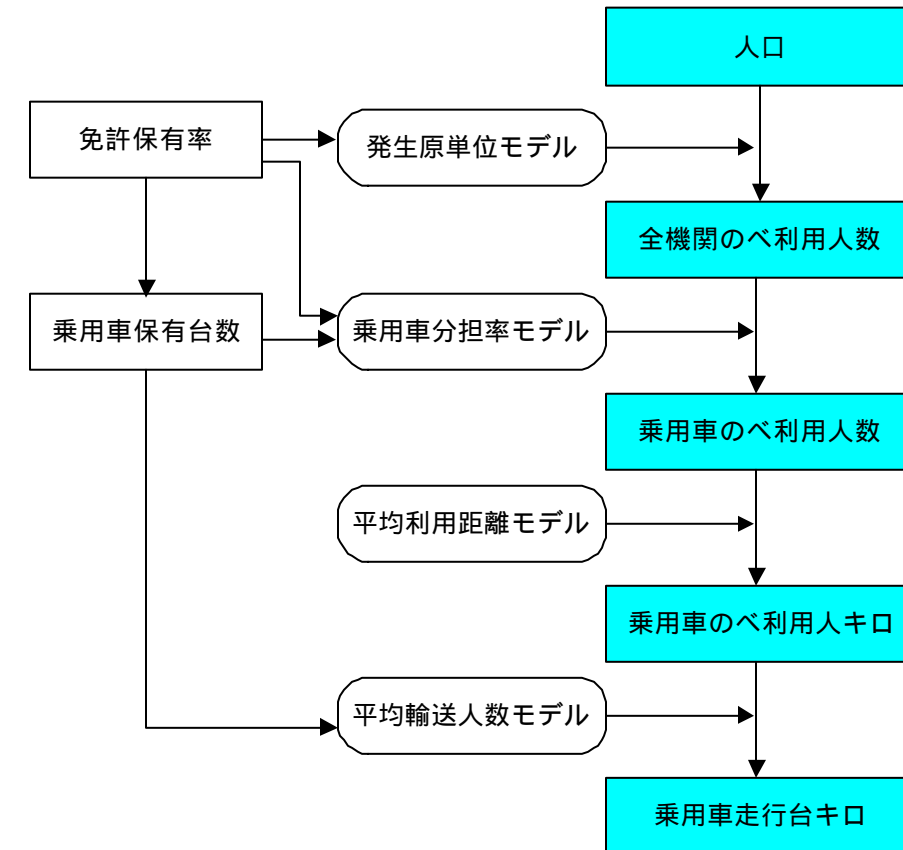 人口
免許保有率
発生原単位モデル
全機関のべ利用人数
乗用車保有台数
乗用車分担率モデル
乗用車のべ利用人数
平均利用距離モデル
乗用車のべ利用人キロ
平均輸送人数モデル
乗用車走行台キロ